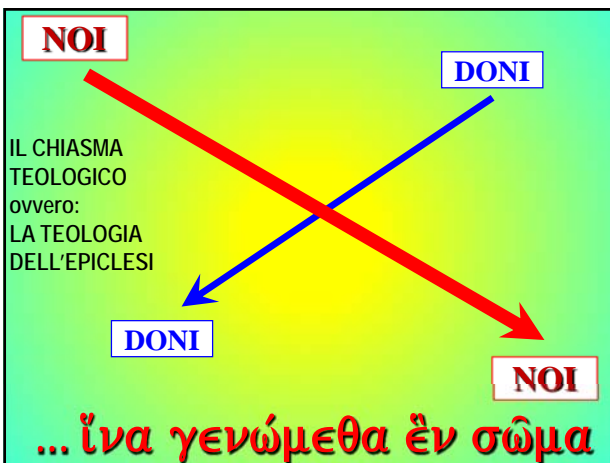 NOI
DONI
IL CHIASMA
TEOLOGICO
ovvero:
LA TEOLOGIA
DELL'EPICLESI
DONI
NOI
... ἵνα γενώμεθα ἓν σῶμα